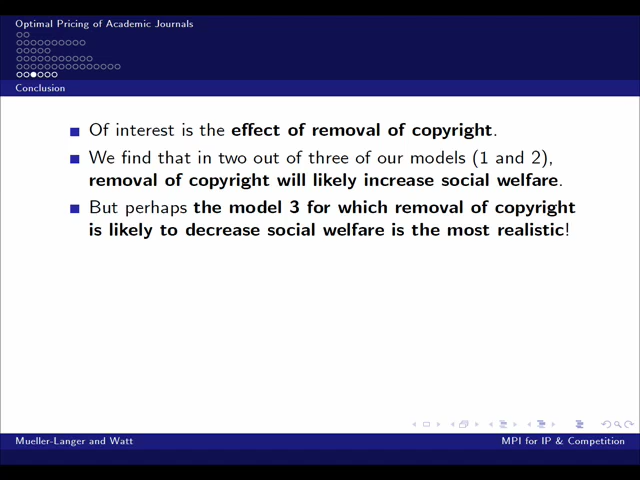 Optimal Pricing of Academic Journals
Conclusion
Of interest is the effect of removal of copyright.
We find that in two out of three of our models (1 and 2),
removal of copyright will likely increase social welfare.
But perhaps the model 3 for which removal of copyright
is likely to decrease social welfare is the most realistic!
Mueller-Langer and Watt
MPI for IP & Competition